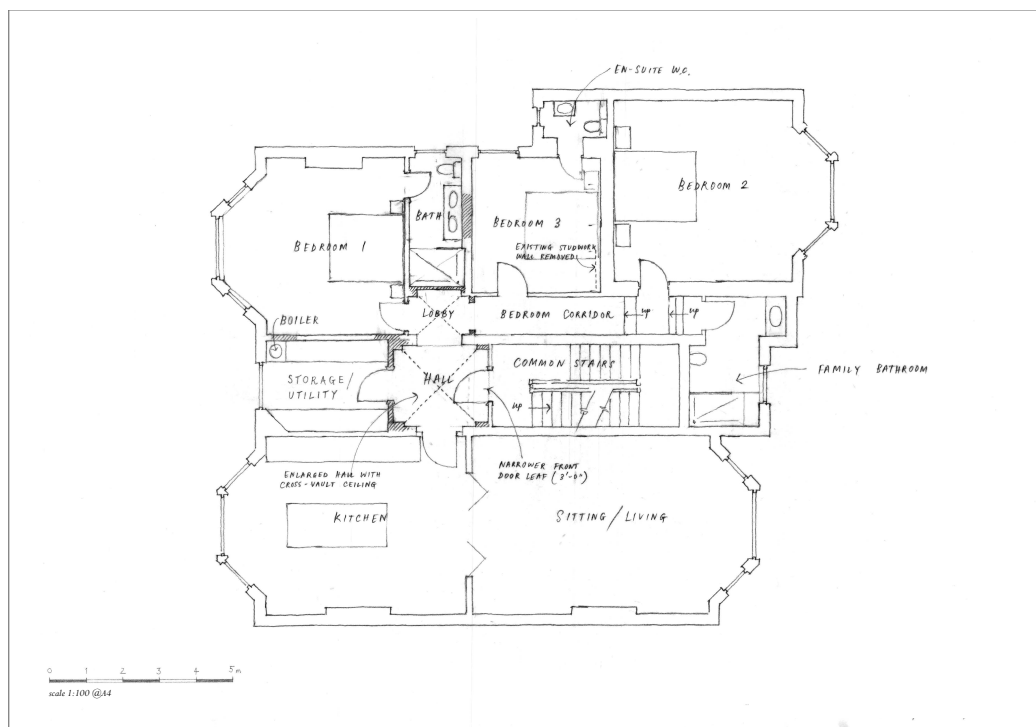 EN-SUITE W.C.
BEDROOM 2
BATH 1
BEDROOM 3
BEDROOM 1
EXISTING STUDWORK
WALL REMOVED
LOBBY
BEDROOM CORRIDOR
up
up
BOILER
COMMON STAIRS
FAMILY BATHROOM
HALL
STORAGE/
UTILITY
up
ENLARGED HALL WITH
CROSS-VAULT CEILING
NARROWER FRONT
DOOR LEAF (3'-0")
KITCHEN
SITTING/LIVING
0 1 2 3 4 5m
scale 1:100 @A4